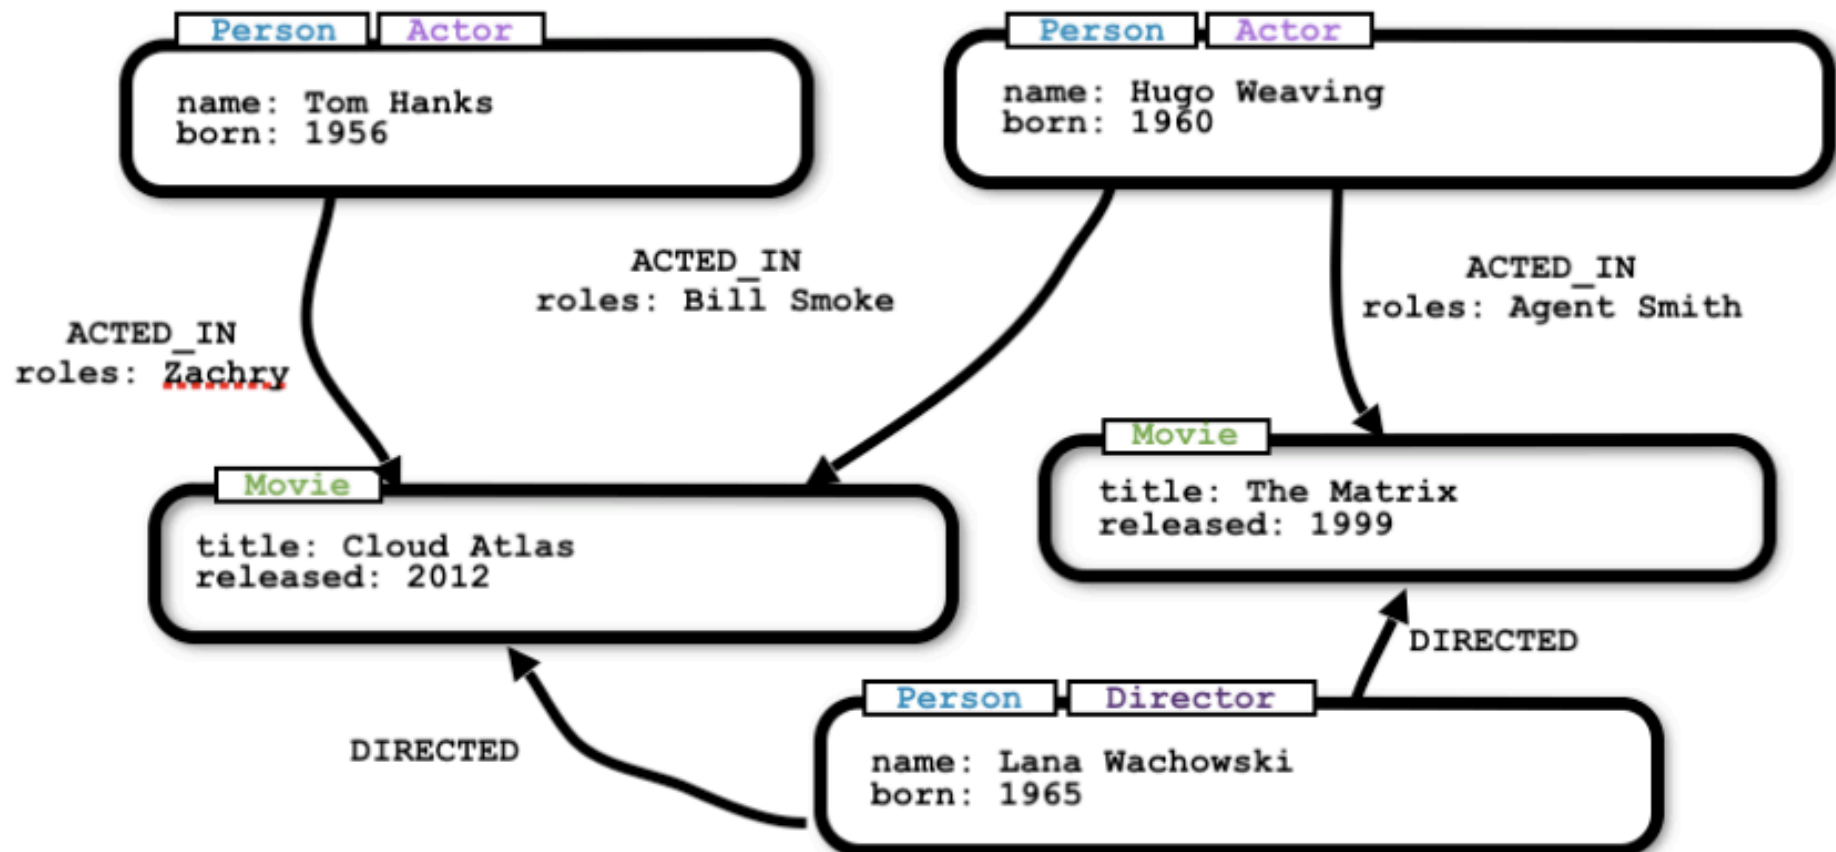 Person Actor
name: Tom Hanks
born: 1956
Person Actor
name: Hugo Weaving
born: 1960
ACTED_IN
roles: Zachry
ACTED_IN
roles: Bill Smoke
ACTED_IN
roles: Agent Smith
Movie
title: Cloud Atlas
released: 2012
Movie
title: The Matrix
released: 1999
DIRECTED
DIRECTED
Person Director
name: Lana Wachowski
born: 1965